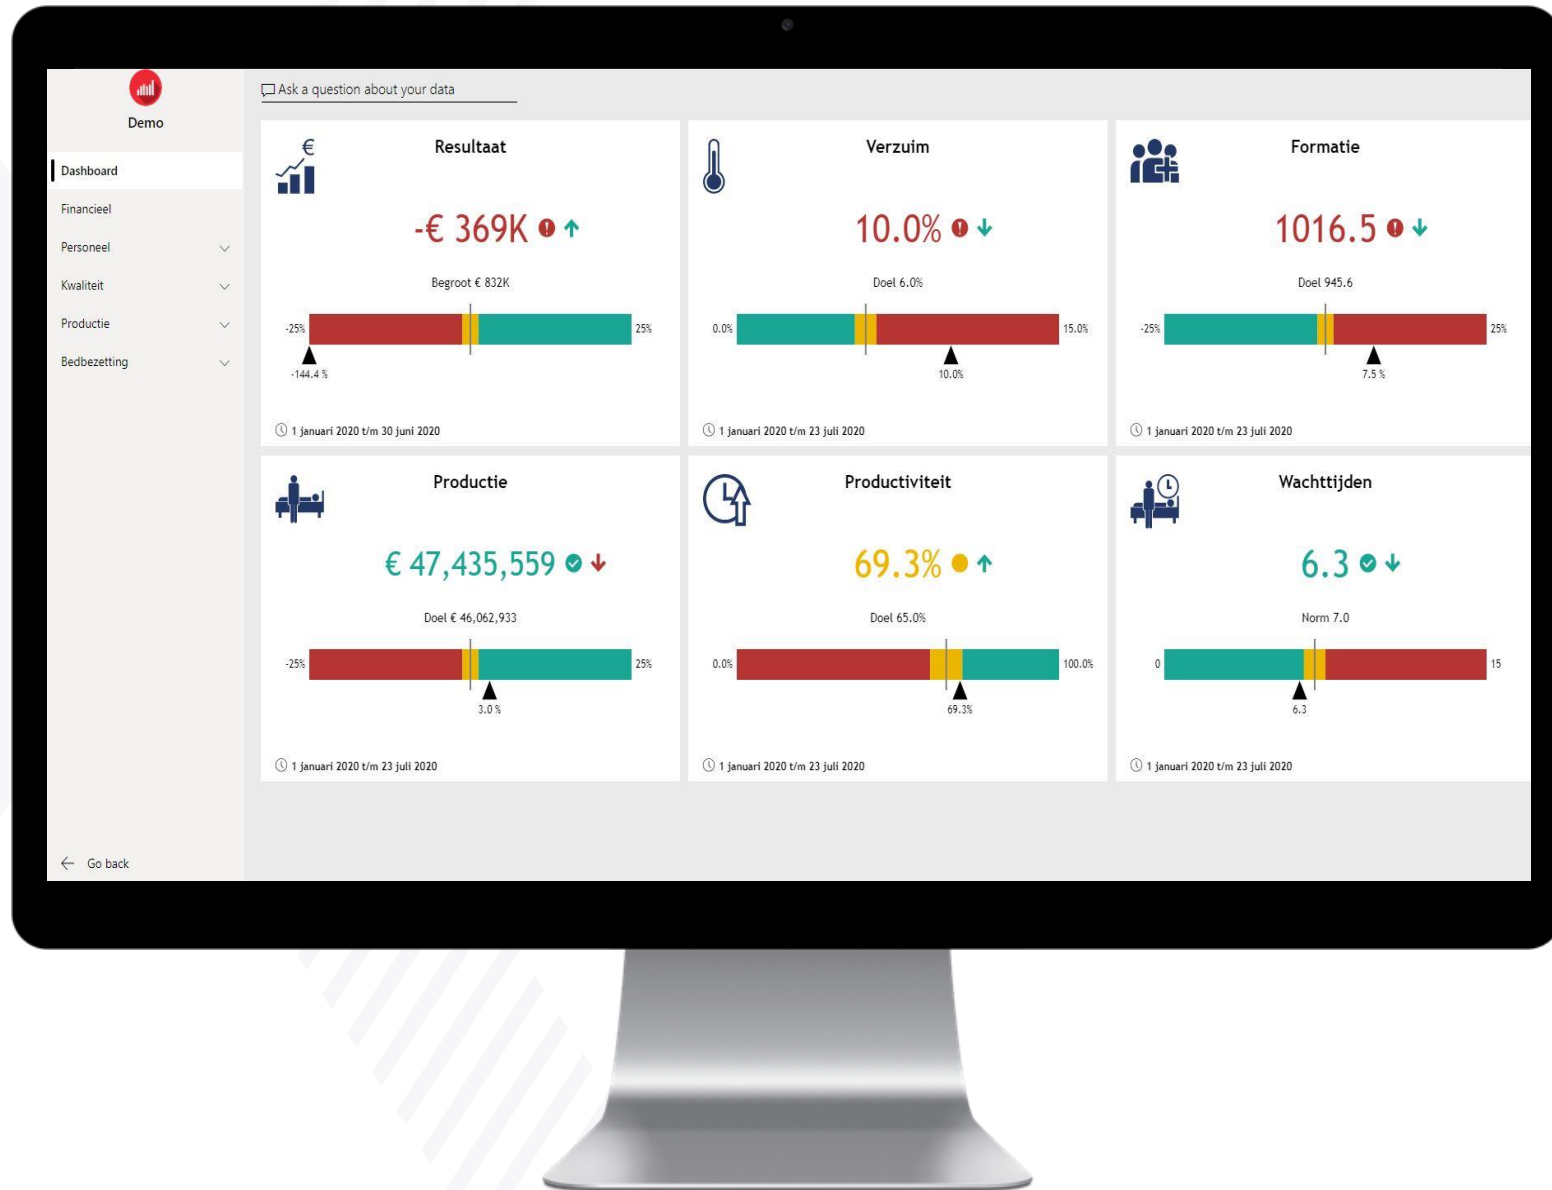 Demo
Dashboard
Financieel
Personeel
Kwaliteit
Productie
Bedbezetting
Go back
Ask a question about your data
Resultaat
-€ 369K
Begroot € 832K
-25%
25%
-144.4 %
1 januari 2020 t/m 30 juni 2020
Verzuim
10.0%
Doel 6.0%
0.0%
15.0%
10.0%
1 januari 2020 t/m 23 juli 2020
Formatie
1016.5
Doel 945.6
-25%
25%
7.5 %
1 januari 2020 t/m 23 juli 2020
Productie
€ 47,435,559
Doel € 46,062,933
-25%
25%
3.0 %
1 januari 2020 t/m 23 juli 2020
Productiviteit
69.3%
Doel 65.0%
0.0%
100.0%
69.3%
1 januari 2020 t/m 23 juli 2020
Wachttijden
6.3
Norm 7.0
0
15
6.3
1 januari 2020 t/m 23 juli 2020